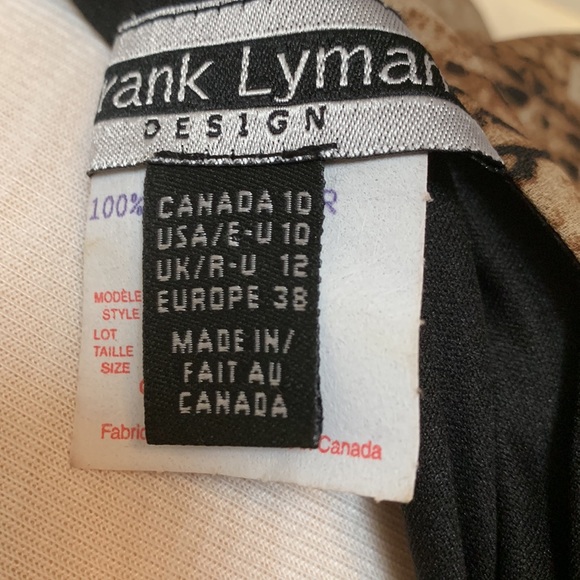 rank Lyman
DESIGN
100% R
CANADA 10
USA/E-U 10
UK/R-U 12
EUROPE 38
MADE IN/
FAIT AU
CANADA
MODÈLE
STYLE
LOT
TAILLE
SIZE
Fabri Canada